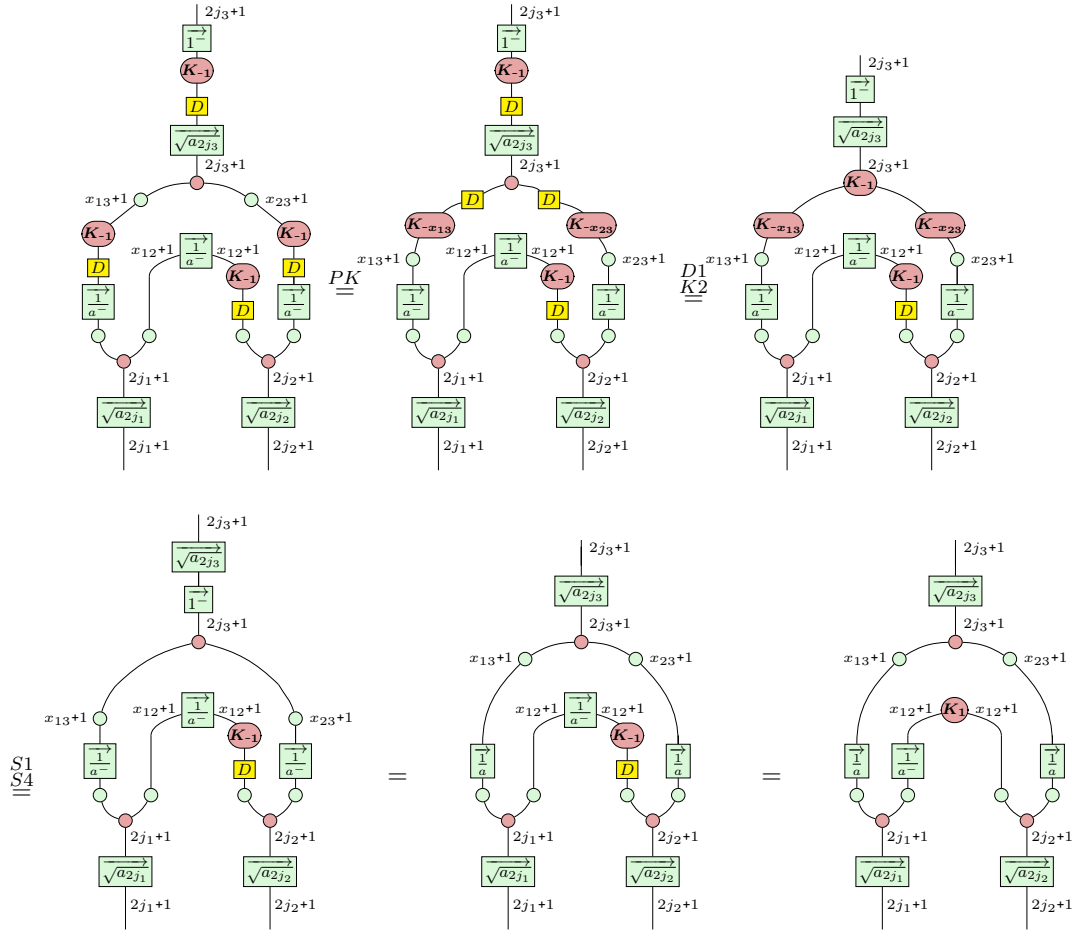 2j₃+1 2j₃+1
→1⁻ →1⁻ 2j₃+1
K₋₁ K₋₁
→1⁻
D D
→√a₂ⱼ₃ →√a₂ⱼ₃ →√a₂ⱼ₃
2j₃+1 2j₃+1 2j₃+1
K₋₁
x₁₃+1 x₂₃+1 D D
K₋₁ K₋₁ K₋ₓ₁₃ K₋ₓ₂₃ K₋ₓ₁₃ K₋ₓ₂₃
x₁₂+1 →1/a⁻ x₁₂+1 x₁₂+1 →1/a⁻ x₁₂+1 x₁₂+1 →1/a⁻ x₁₂+1
D K₋₁ D PK = x₁₃+1 K₋₁ x₂₃+1 D1 K2 = x₁₃+1 K₋₁ x₂₃+1
→1/a⁻ D →1/a⁻ →1/a⁻ D →1/a⁻ →1/a⁻ D →1/a⁻
2j₁+1 2j₂+1 2j₁+1 2j₂+1 2j₁+1 2j₂+1
→√a₂ⱼ₁ →√a₂ⱼ₂ →√a₂ⱼ₁ →√a₂ⱼ₂ →√a₂ⱼ₁ →√a₂ⱼ₂
2j₁+1 2j₂+1 2j₁+1 2j₂+1 2j₁+1 2j₂+1
2j₃+1
→√a₂ⱼ₃ 2j₃+1 2j₃+1
→1⁻ →√a₂ⱼ₃ →√a₂ⱼ₃
2j₃+1 2j₃+1 2j₃+1
x₁₃+1 x₂₃+1 x₁₃+1 x₂₃+1
x₁₃+1 x₁₂+1 →1/a⁻ x₁₂+1 x₂₃+1 x₁₂+1 →1/a⁻ x₁₂+1 x₁₂+1 K₁ x₁₂+1
K₋₁ K₋₁
S1 S4 = →1/a⁻ D →1/a⁻ = →1/a D →1/a = →1/a →1/a⁻ →1/a
2j₁+1 2j₂+1 2j₁+1 2j₂+1 2j₁+1 2j₂+1
→√a₂ⱼ₁ →√a₂ⱼ₂ →√a₂ⱼ₁ →√a₂ⱼ₂ →√a₂ⱼ₁ →√a₂ⱼ₂
2j₁+1 2j₂+1 2j₁+1 2j₂+1 2j₁+1 2j₂+1